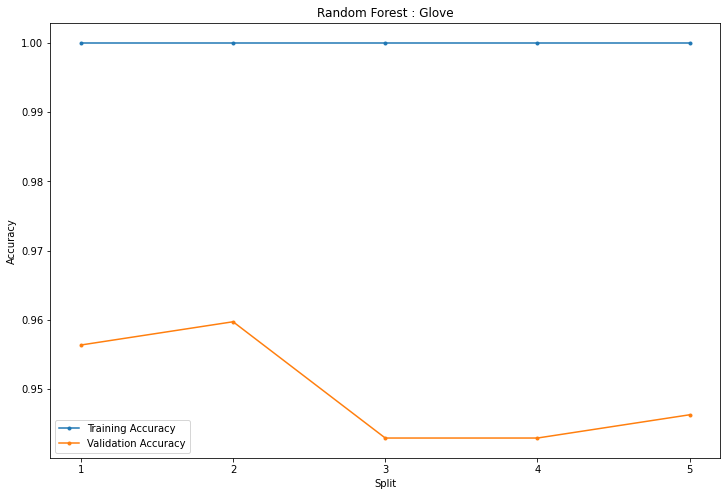 Random Forest : Glove
1.00
0.99
0.98
0.97
0.96
0.95
Accuracy
Training Accuracy
Validation Accuracy
1 2 3 4 5
Split